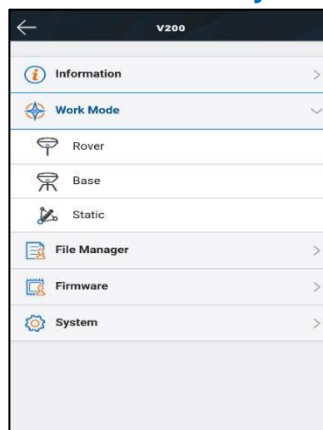 V200
Information
Work Mode
Rover
Base
Static
File Manager
Firmware
System